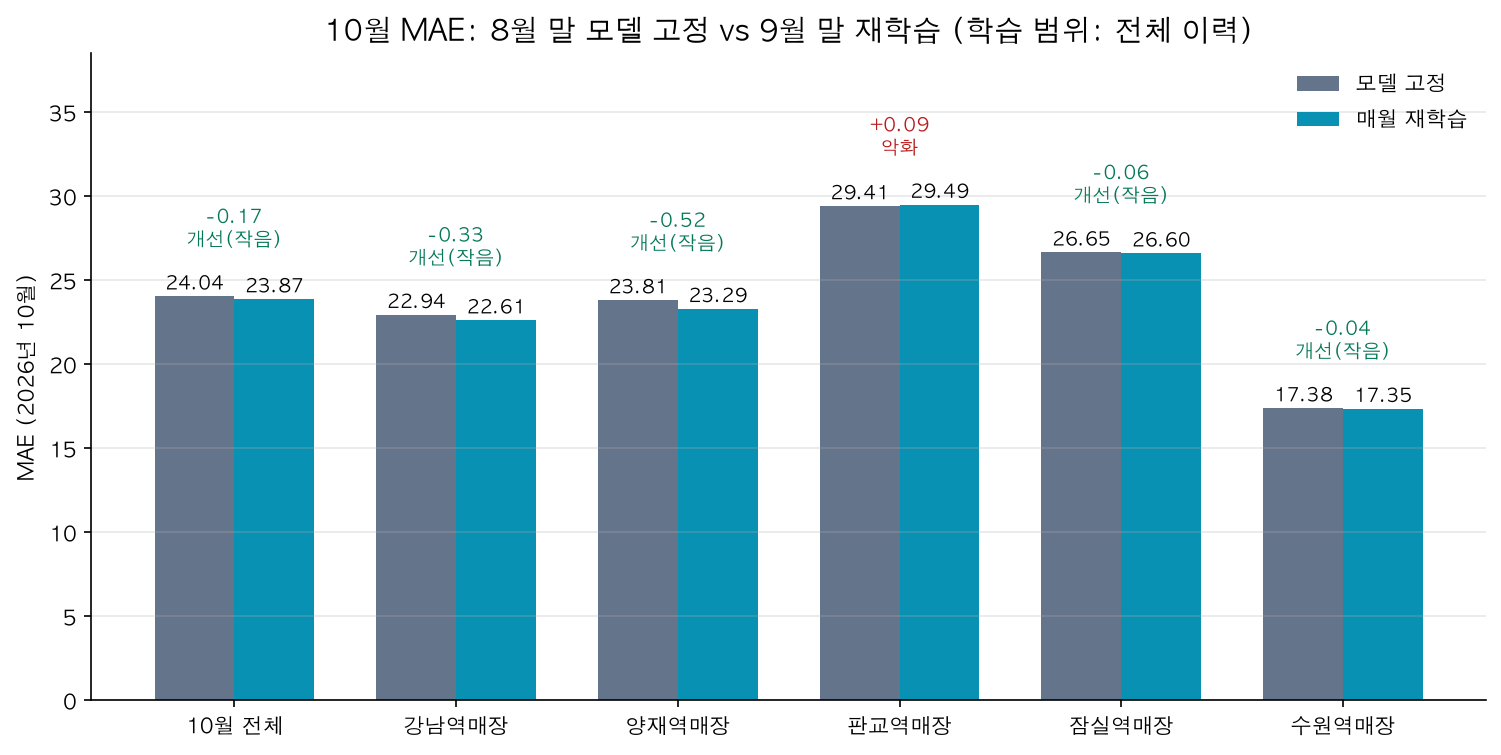 10월 MAE: 8월 말 모델 고정 vs 9월 말 재학습 (학습 범위: 전체 이력)
모델 고정
매월 재학습
MAE (2026년 10월)
35
30
25
20
15
10
5
0
-0.17
개선(작음)
24.04 23.87
-0.33
개선(작음)
22.94 22.61
-0.52
개선(작음)
23.81 23.29
+0.09
악화
29.41 29.49
-0.06
개선(작음)
26.65 26.60
-0.04
개선(작음)
17.38 17.35
10월 전체 강남역매장 양재역매장 판교역매장 잠실역매장 수원역매장